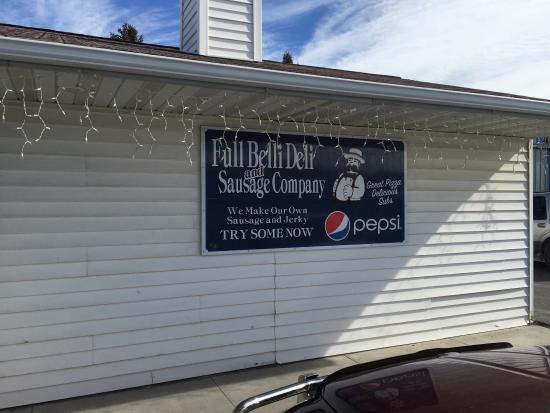 Full Belli Deli
and
Sausage Company
Great Pizza
Delicious
Subs
We Make Our Own
Sausage and Jerky
TRY SOME NOW
pepsi